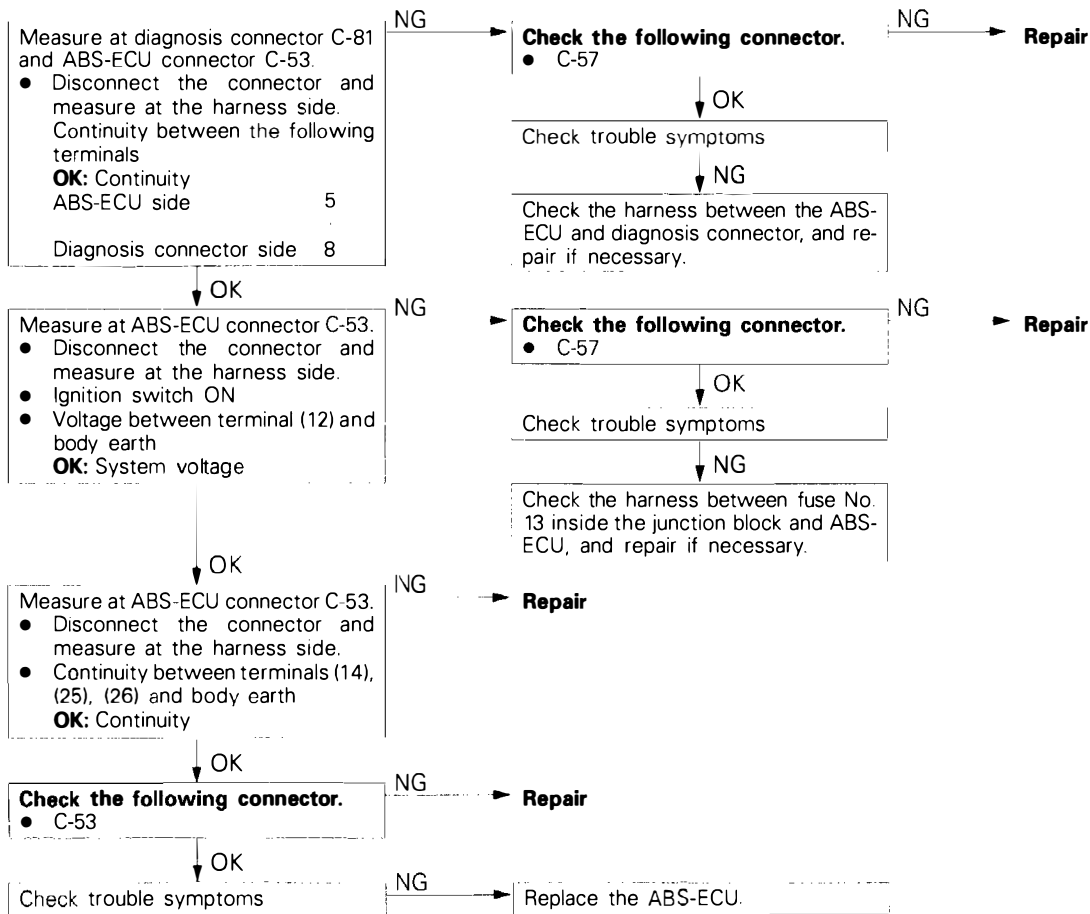 Measure at diagnosis connector C-81
and ABS-ECU connector C-53.
● Disconnect the connector and
measure at the harness side.
Continuity between the following
terminals
OK: Continuity
ABS-ECU side 5
Diagnosis connector side 8
NG
Check the following connector.
● C-57
NG
Repair
OK
Check trouble symptoms
NG
Check the harness between the ABS-
ECU and diagnosis connector, and re-
pair if necessary.
OK
Measure at ABS-ECU connector C-53.
● Disconnect the connector and
measure at the harness side.
● Ignition switch ON
● Voltage between terminal (12) and
body earth
OK: System voltage
NG
Check the following connector.
● C-57
NG
Repair
OK
Check trouble symptoms
NG
Check the harness between fuse No.
13 inside the junction block and ABS-
ECU, and repair if necessary.
OK
Measure at ABS-ECU connector C-53.
● Disconnect the connector and
measure at the harness side.
● Continuity between terminals (14),
(25), (26) and body earth
OK: Continuity
NG
Repair
OK
Check the following connector.
● C-53
NG
Repair
OK
Check trouble symptoms
NG
Replace the ABS-ECU.